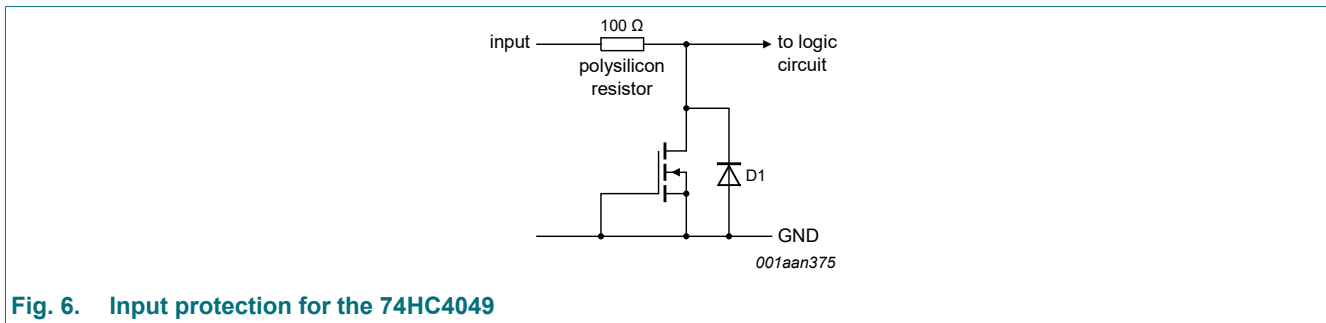 100 Ω
input
to logic
circuit
polysilicon
resistor
D1
GND
001aan375
Fig. 6. Input protection for the 74HC4049